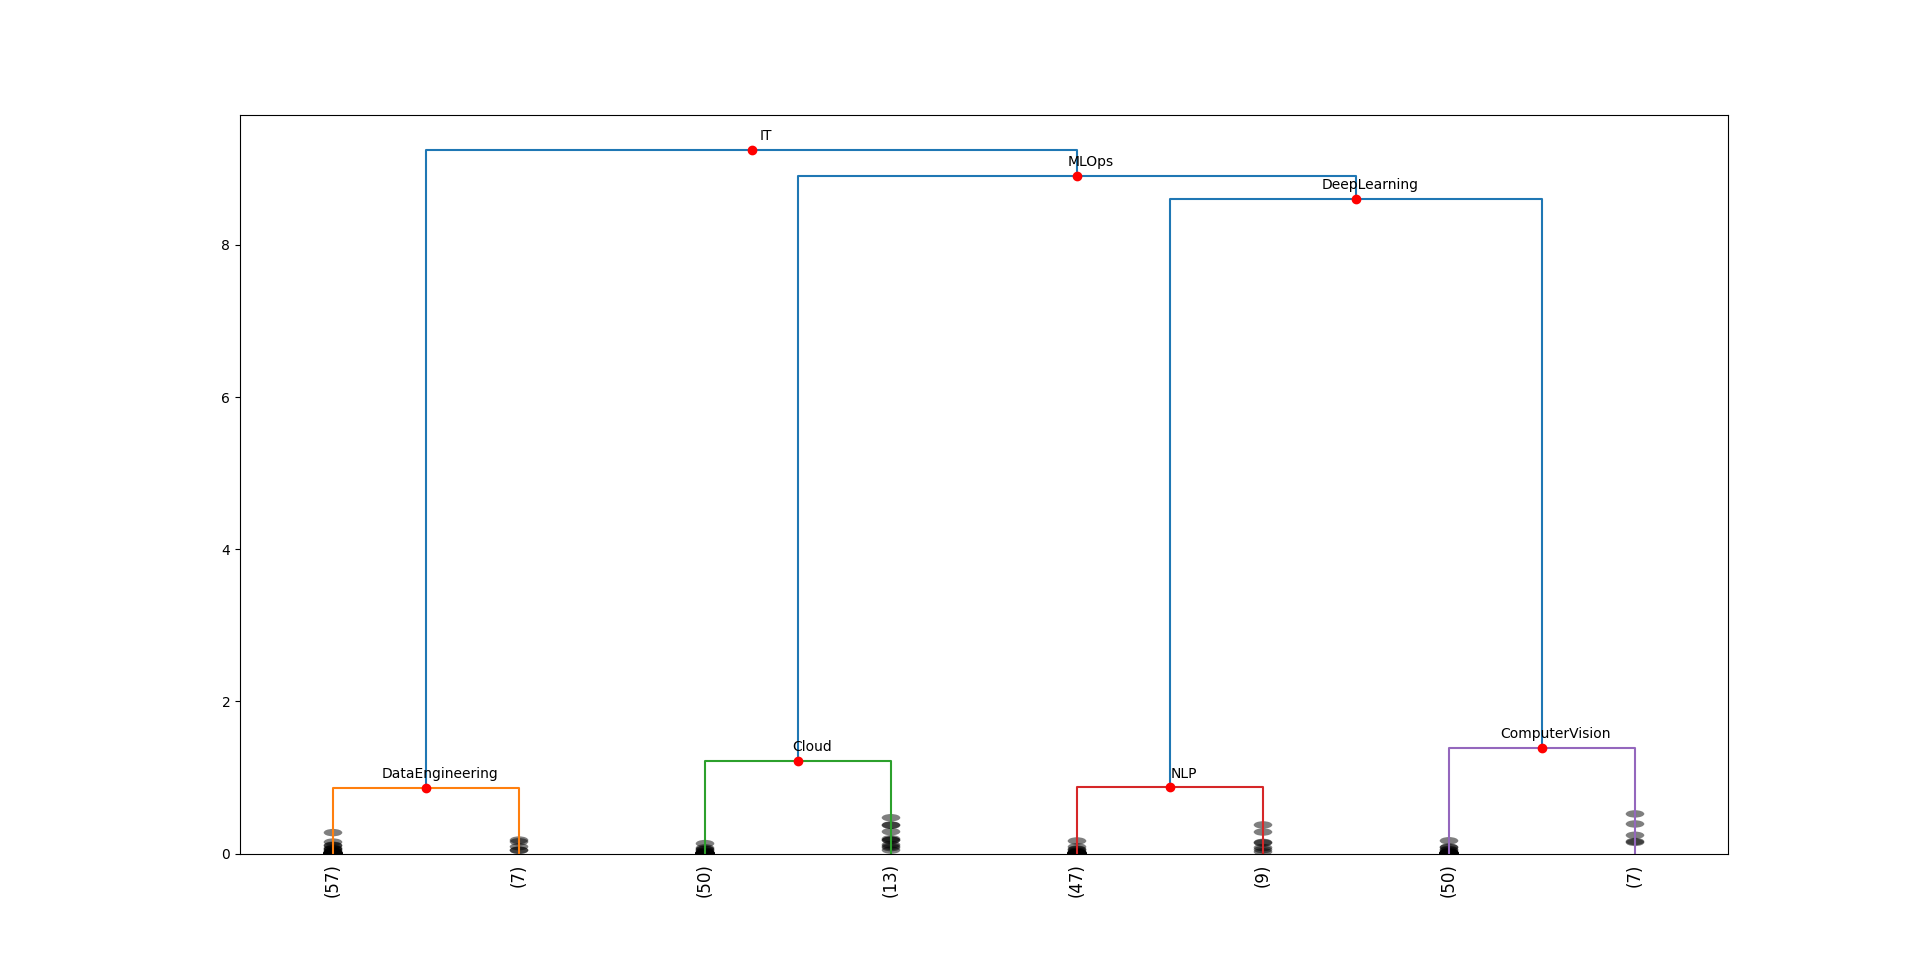 IT
MLOps
DeepLearning
8
6
4
2
ComputerVision
Cloud
DataEngineering
NLP
0
(57)
(7)
(50)
(13)
(47)
(9)
(50)
(7)